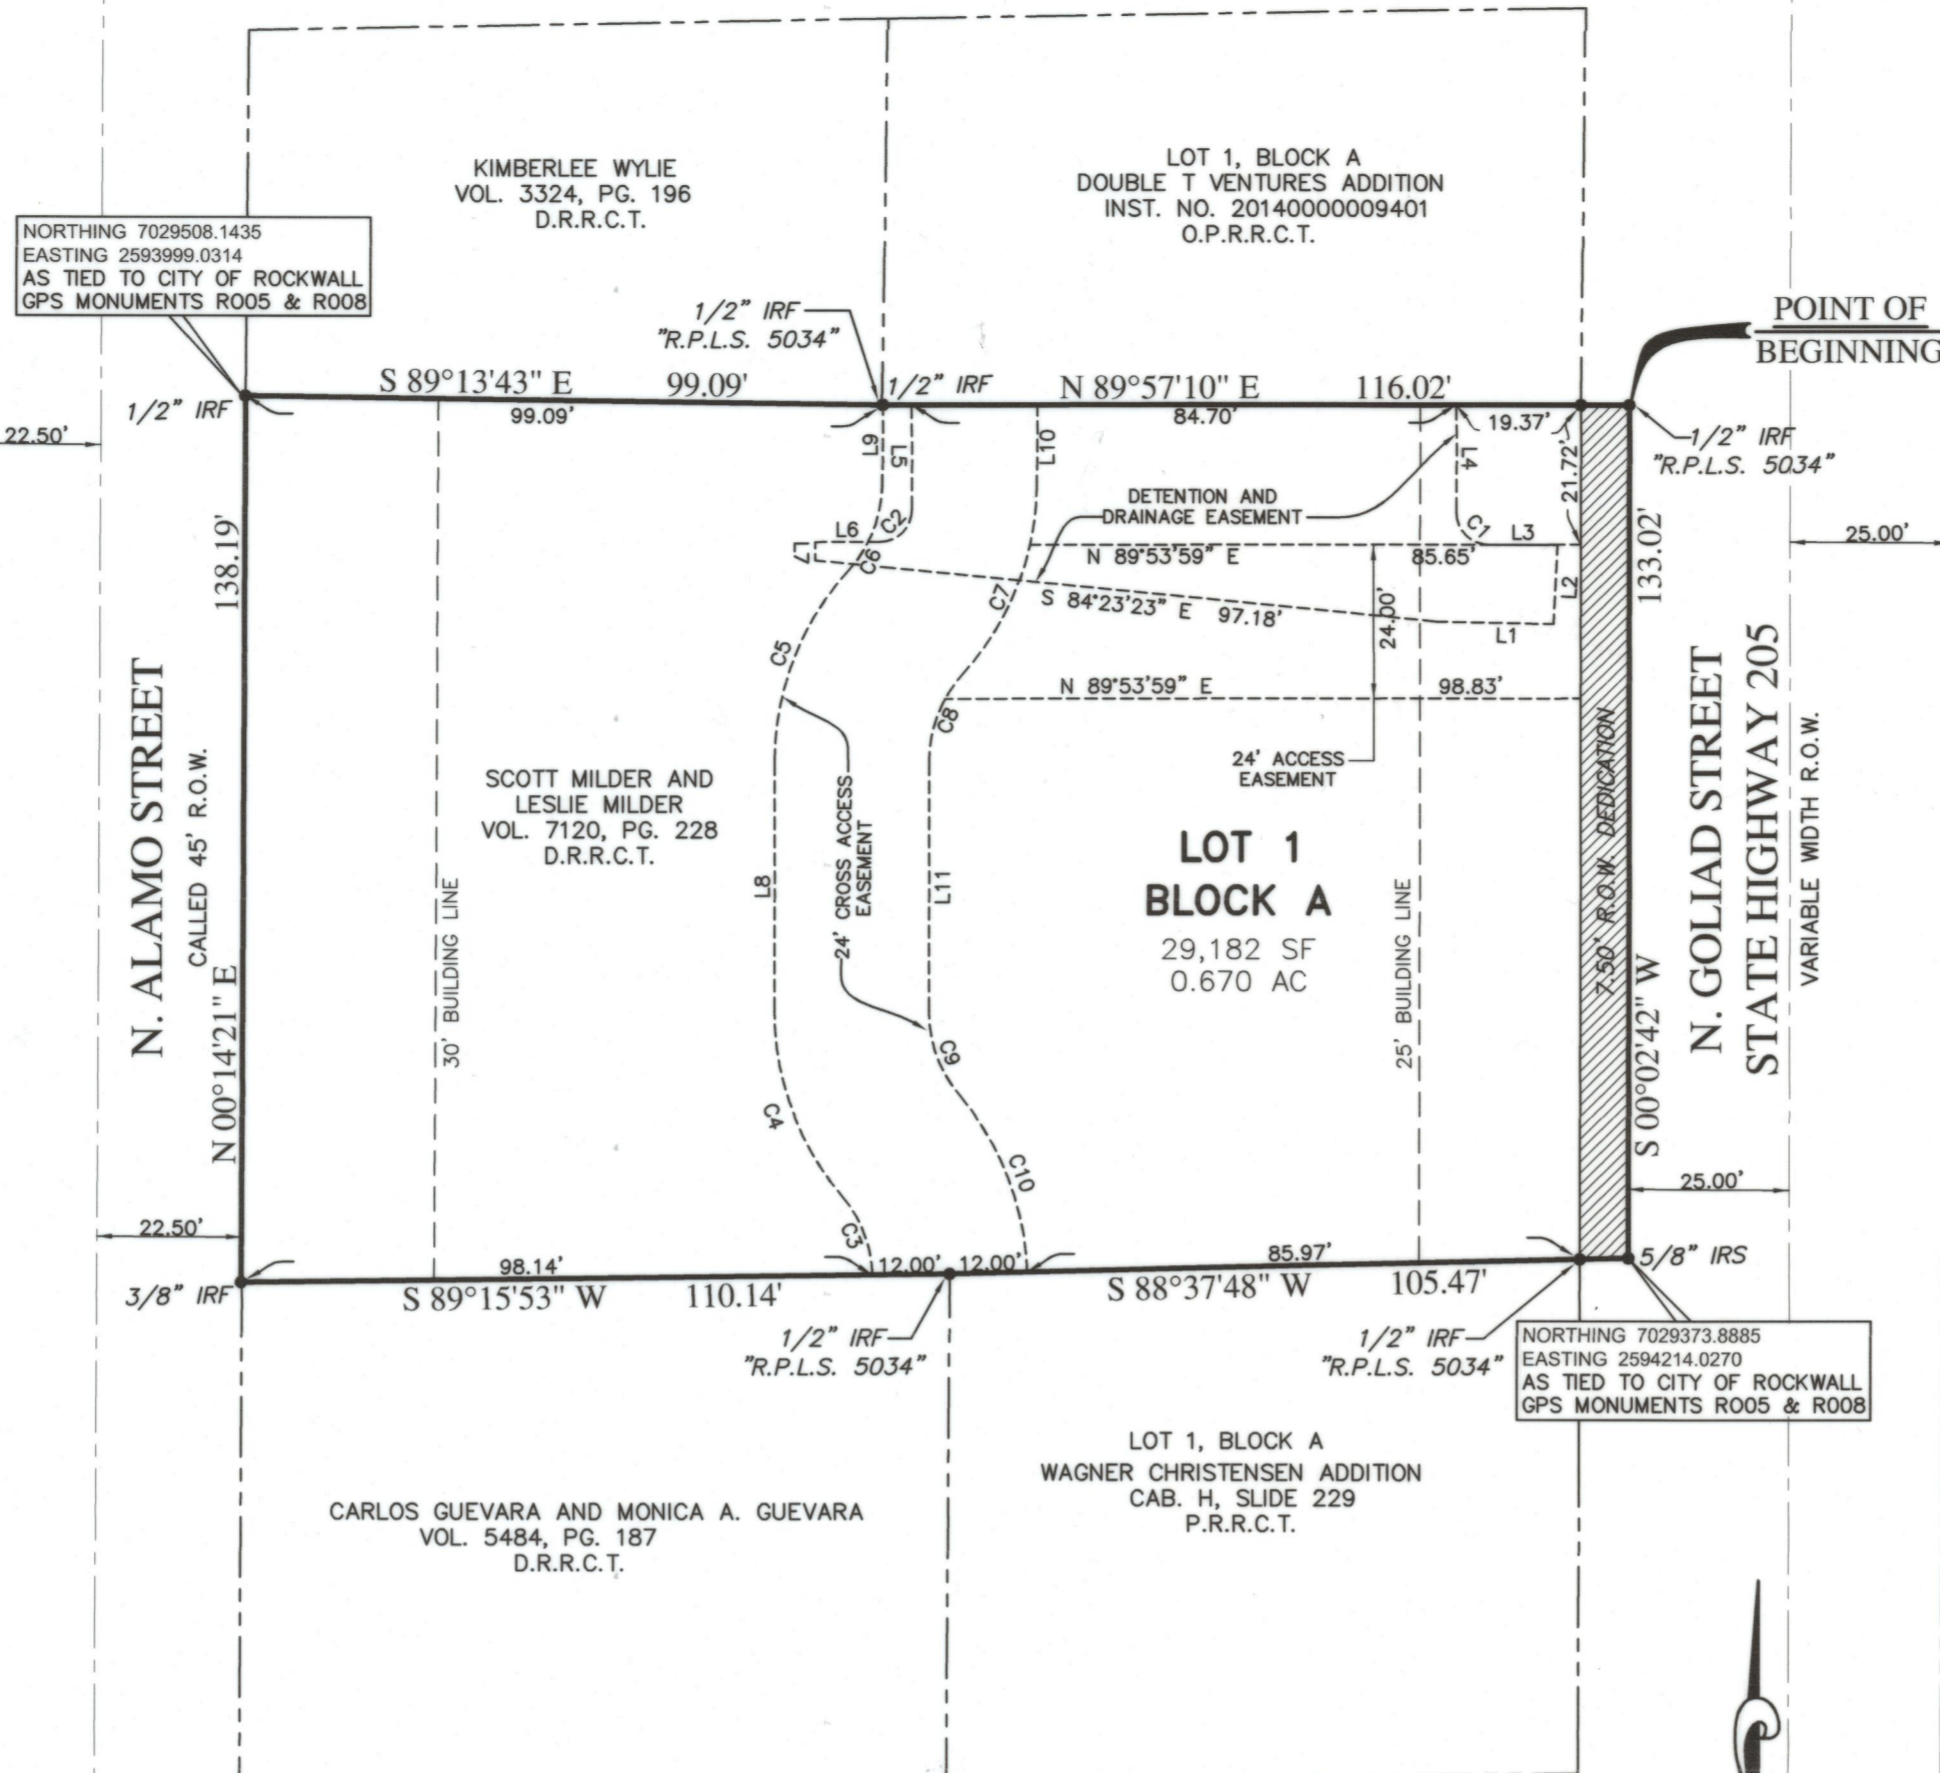 KIMBERLEE WYLIE
VOL. 3324, PG. 196
D.R.R.C.T.
LOT 1, BLOCK A
DOUBLE T VENTURES ADDITION
INST. NO. 20140000009401
O.P.R.R.C.T.
NORTHING 7029508.1435
EASTING 2593999.0314
AS TIED TO CITY OF ROCKWALL
GPS MONUMENTS R005 & R008
1/2" IRF
"R.P.L.S. 5034"
POINT OF
BEGINNING
S 89°13'43" E 99.09'
1/2" IRF
N 89°57'10" E 116.02'
1/2" IRF
99.09'
84.70'
19.37'
22.50'
1/2" IRF
"R.P.L.S. 5034"
L9
L5
L10
L4
21.72'
DETENTION AND
DRAINAGE EASEMENT
L6
C2
C1
L3
L7
C6
N 89°53'59" E 85.65'
25.00'
138.19'
133.02'
C7
S 84°23'23" E 97.18'
24.00'
L2
L1
C5
N 89°53'59" E 98.83'
C8
24' ACCESS
EASEMENT
N. ALAMO STREET
CALLED 45' R.O.W.
SCOTT MILDER AND
LESLIE MILDER
VOL. 7120, PG. 228
D.R.R.C.T.
30' BUILDING LINE
L8
24' CROSS ACCESS
EASEMENT
L11
LOT 1
BLOCK A
29,182 SF
0.670 AC
25' BUILDING LINE
7.50' R.O.W. DEDICATION
N. GOLIAD STREET
STATE HIGHWAY 205
VARIABLE WIDTH R.O.W.
N 00°14'21" E
S 00°02'42" W
C9
C4
C10
C3
25.00'
22.50'
98.14'
12.00'
12.00'
85.97'
5/8" IRS
3/8" IRF
S 89°15'53" W 110.14'
S 88°37'48" W 105.47'
1/2" IRF
"R.P.L.S. 5034"
1/2" IRF
"R.P.L.S. 5034"
NORTHING 7029373.8885
EASTING 2594214.0270
AS TIED TO CITY OF ROCKWALL
GPS MONUMENTS R005 & R008
LOT 1, BLOCK A
WAGNER CHRISTENSEN ADDITION
CAB. H, SLIDE 229
P.R.R.C.T.
CARLOS GUEVARA AND MONICA A. GUEVARA
VOL. 5484, PG. 187
D.R.R.C.T.